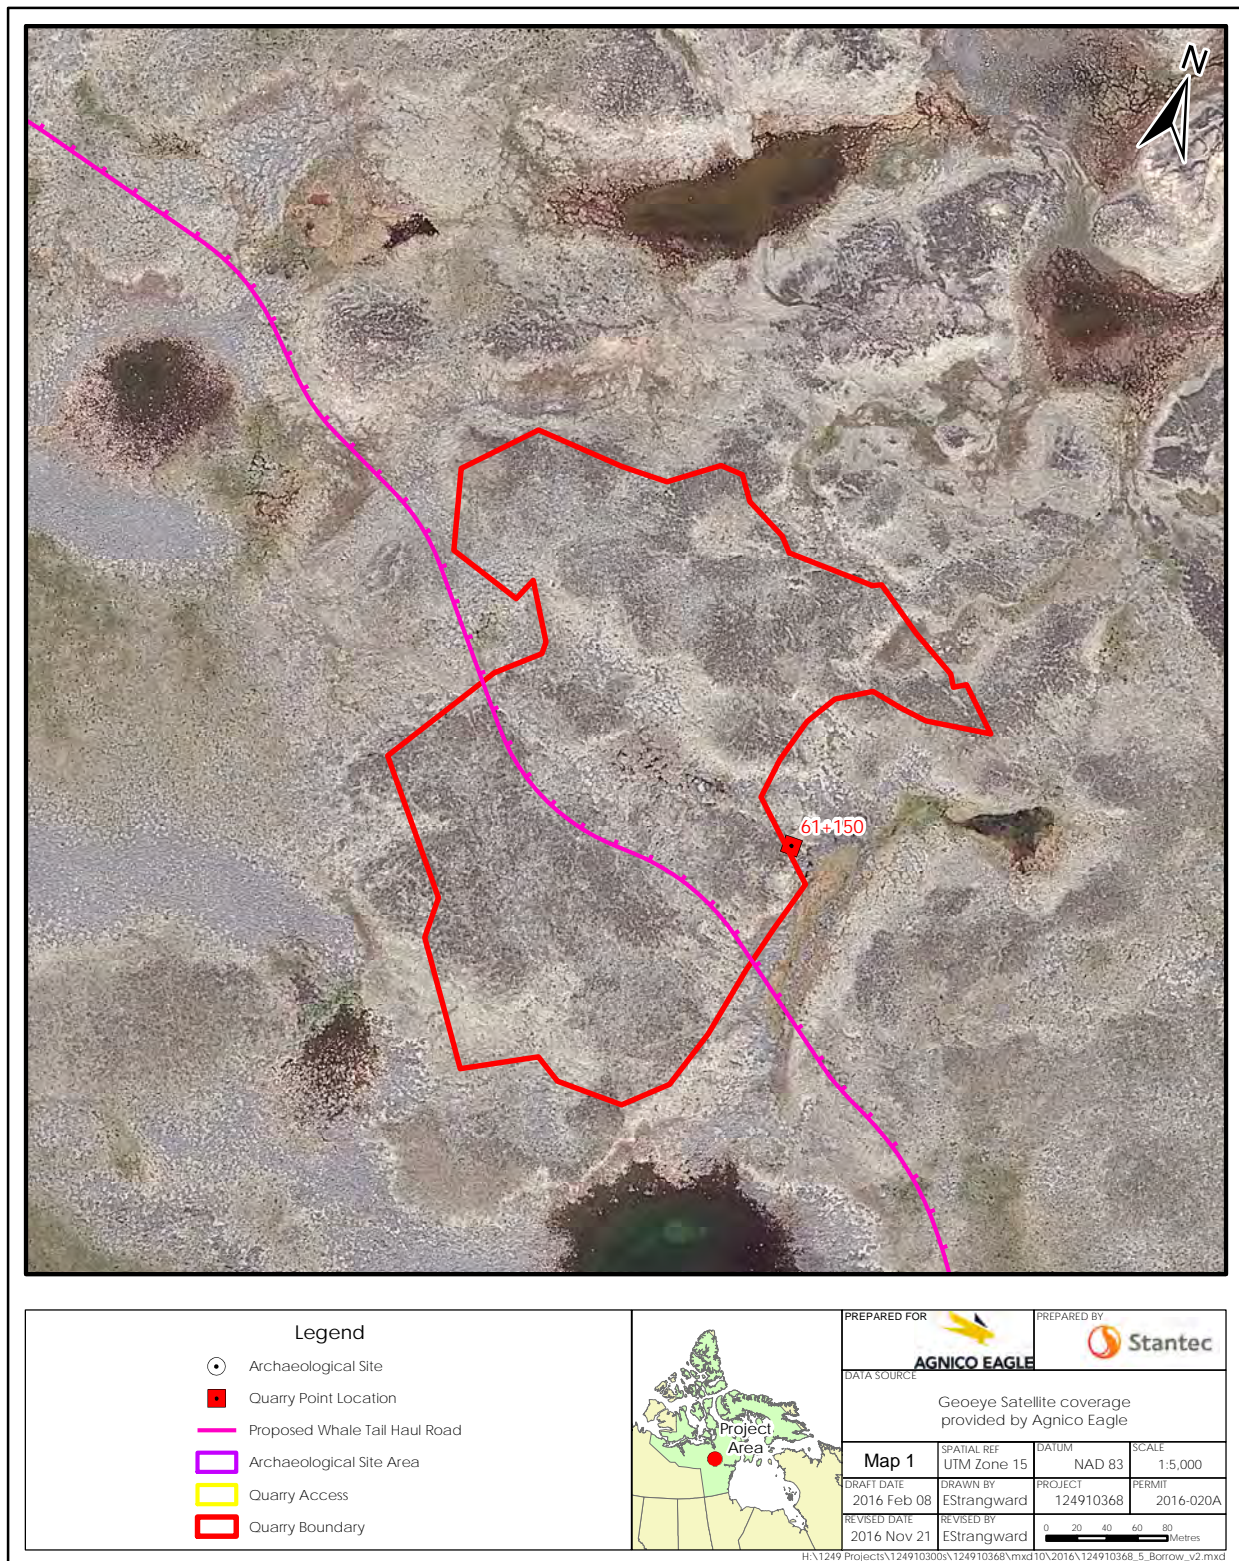 N
61+150
Legend
Archaeological Site
Quarry Point Location
Proposed Whale Tail Haul Road
Archaeological Site Area
Quarry Access
Quarry Boundary
Project
Area
PREPARED FOR
AGNICO EAGLE
PREPARED BY
Stantec
DATA SOURCE
Geoeye Satellite coverage
provided by Agnico Eagle
Map 1
SPATIAL REF
UTM Zone 15
DATUM
NAD 83
SCALE
1:5,000
DRAFT DATE
2016 Feb 08
DRAWN BY
EStrangward
PROJECT
124910368
PERMIT
2016-020A
REVISED DATE
2016 Nov 21
REVISED BY
EStrangward
0 20 40 60 80
Metres
H:\1249 Projects\124910300s\124910368\mxd10\2016\124910368_5_Borrow_v2.mxd